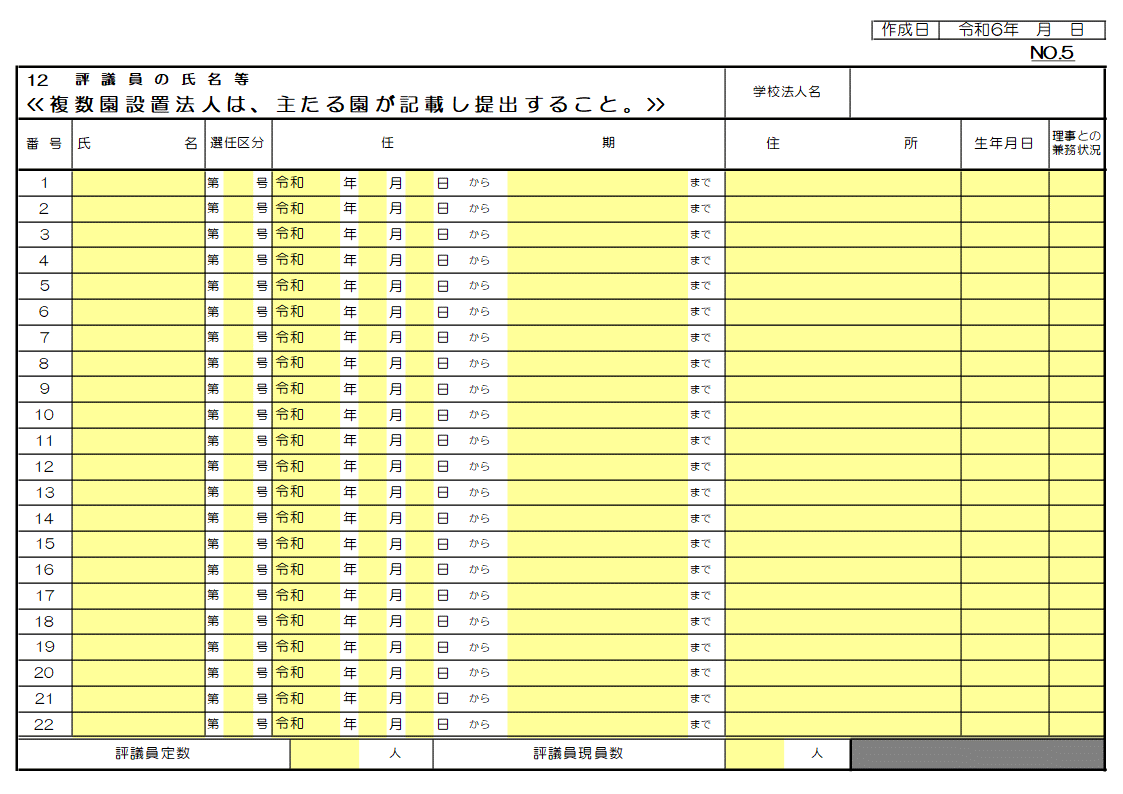 作成日 令和6年 月 日
NO.5
12 評議員の氏名等
≪複数園設置法人は、主たる園が記載し提出すること。≫ 学校法人名
番号 氏 名 選任区分 任 期 住 所 生年月日 理事との兼務状況
1 第 号 令和 年 月 日 から まで
2 第 号 令和 年 月 日 から まで
3 第 号 令和 年 月 日 から まで
4 第 号 令和 年 月 日 から まで
5 第 号 令和 年 月 日 から まで
6 第 号 令和 年 月 日 から まで
7 第 号 令和 年 月 日 から まで
8 第 号 令和 年 月 日 から まで
9 第 号 令和 年 月 日 から まで
10 第 号 令和 年 月 日 から まで
11 第 号 令和 年 月 日 から まで
12 第 号 令和 年 月 日 から まで
13 第 号 令和 年 月 日 から まで
14 第 号 令和 年 月 日 から まで
15 第 号 令和 年 月 日 から まで
16 第 号 令和 年 月 日 から まで
17 第 号 令和 年 月 日 から まで
18 第 号 令和 年 月 日 から まで
19 第 号 令和 年 月 日 から まで
20 第 号 令和 年 月 日 から まで
21 第 号 令和 年 月 日 から まで
22 第 号 令和 年 月 日 から まで
評議員定数 人 評議員現員数 人